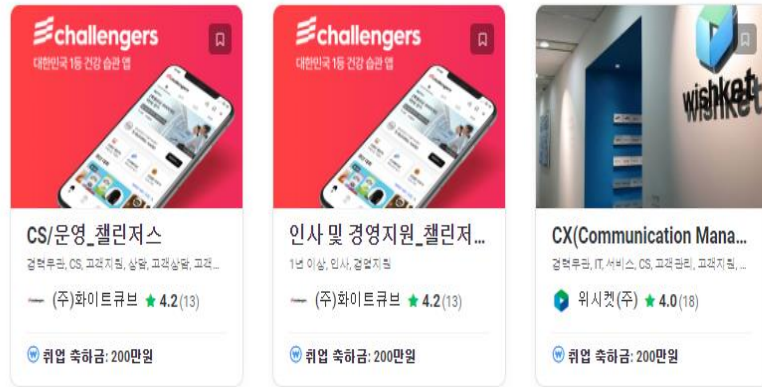 challengers
대한민국 1등 건강 습관 앱
CS/운영_챌린저스
경력무관, CS, 고객지원, 상담, 고객상담, 고객...
(주)화이트큐브 ★ 4.2 (13)
취업 축하금: 200만원
challengers
대한민국 1등 건강 습관 앱
인사 및 경영지원_챌린저...
1년 이상, 인사, 경영지원
(주)화이트큐브 ★ 4.2 (13)
취업 축하금: 200만원
wishket
CX(Communication Mana...
경력무관, IT, 서비스, CS, 고객관리, 고객지원, ...
위시켓(주) ★ 4.0 (18)
취업 축하금: 200만원